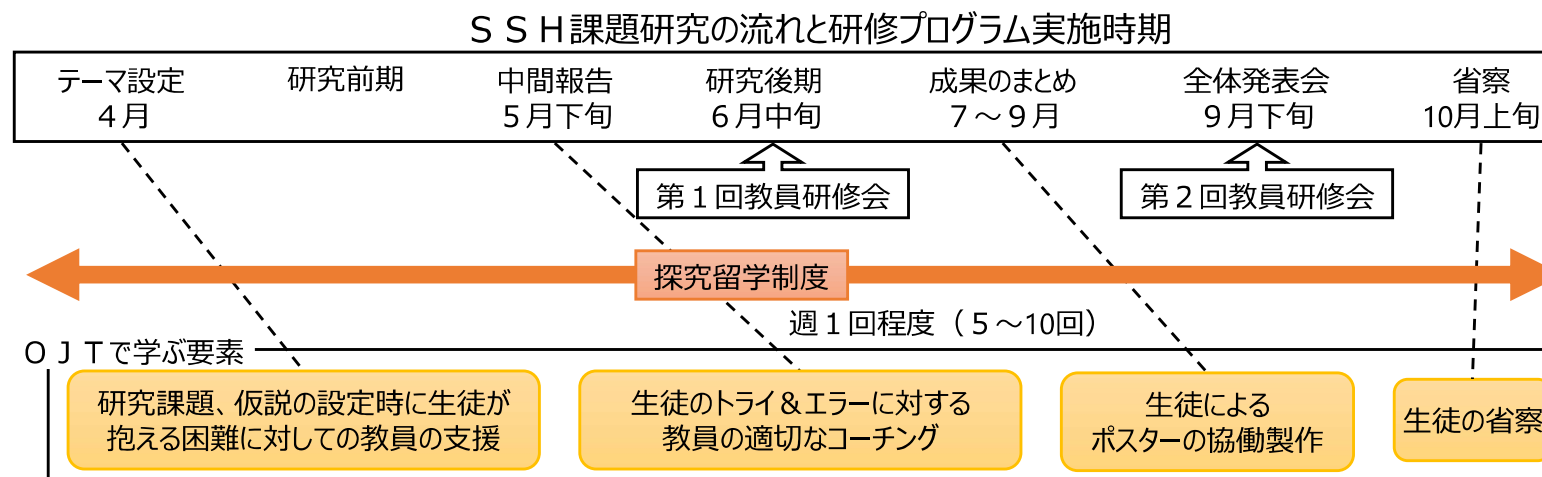 ＳＳＨ課題研究の流れと研修プログラム実施時期
テーマ設定
４月
研究前期
中間報告
５月下旬
研究後期
６月中旬
成果のまとめ
７～９月
全体発表会
９月下旬
省察
10月上旬
第１回教員研修会
第２回教員研修会
探究留学制度
週１回程度（５～10回）
ＯＪＴで学ぶ要素
研究課題、仮説の設定時に生徒が
抱える困難に対しての教員の支援
生徒のトライ＆エラーに対する
教員の適切なコーチング
生徒による
ポスターの協働製作
生徒の省察